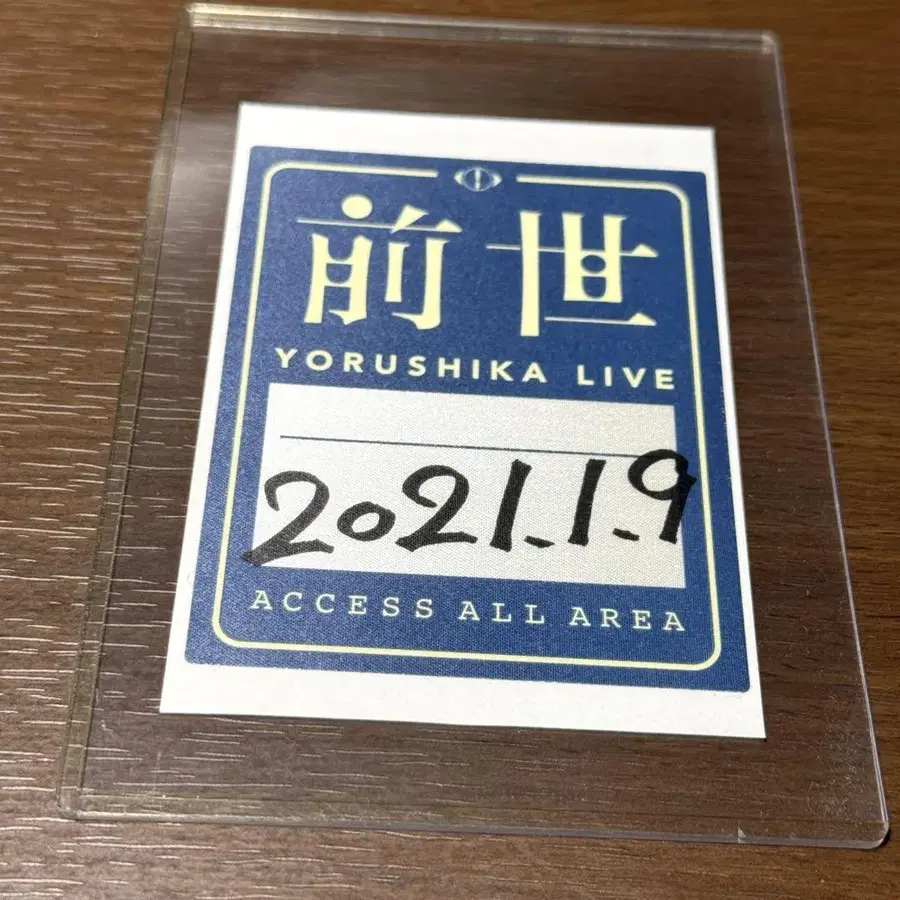 前世
YORUSHIKA LIVE
2021.1.9
ACCESS ALL AREA